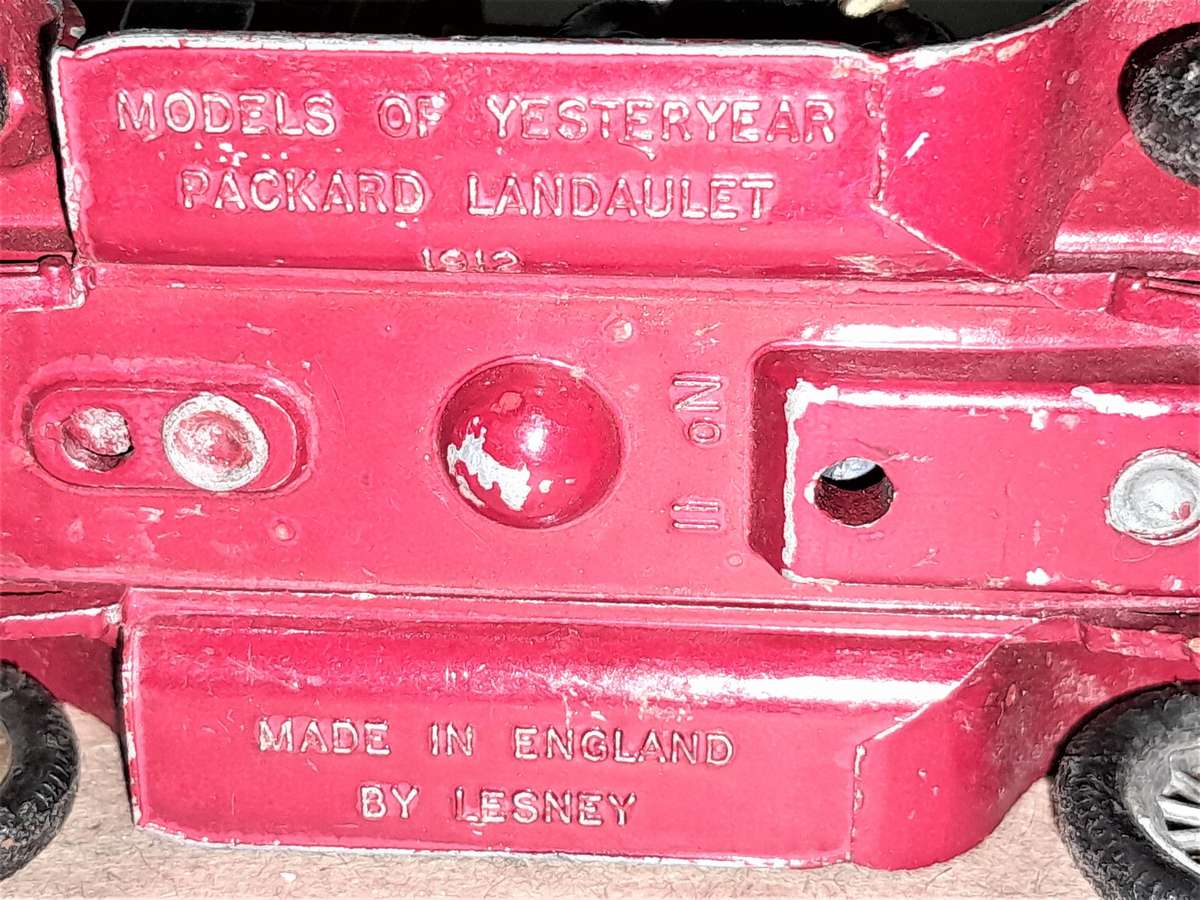 MODELS OF YESTERYEAR
PACKARD LANDAULET
1912
No 11
MADE IN ENGLAND
BY LESNEY